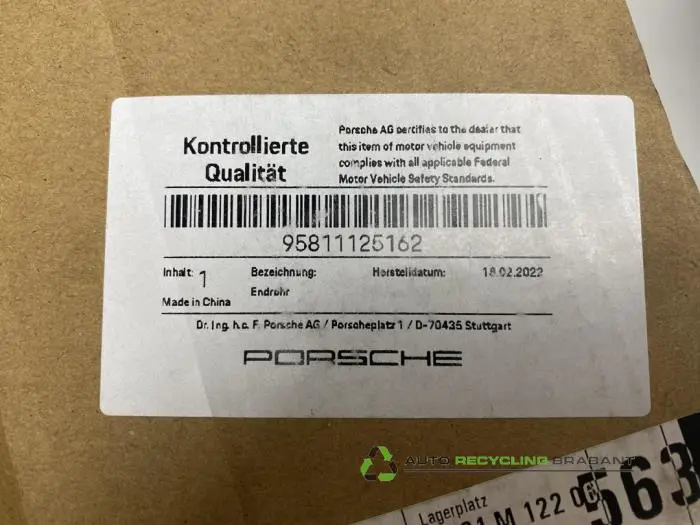 Kontrollierte
Qualität
Porsche AG certifies to the dealer that
this item of motor vehicle equipment
complies with all applicable Federal
Motor Vehicle Safety Standards.
95811125162
Inhalt: 1
Bezeichnung:
Herstelldatum: 18.02.2022
Endrohr
Made in China
Dr. Ing. h.c. F. Porsche AG / Porscheplatz 1 / D-70435 Stuttgart
PORSCHE
AUTO RECYCLING BRABANT
Lagerplatz
M 122
563